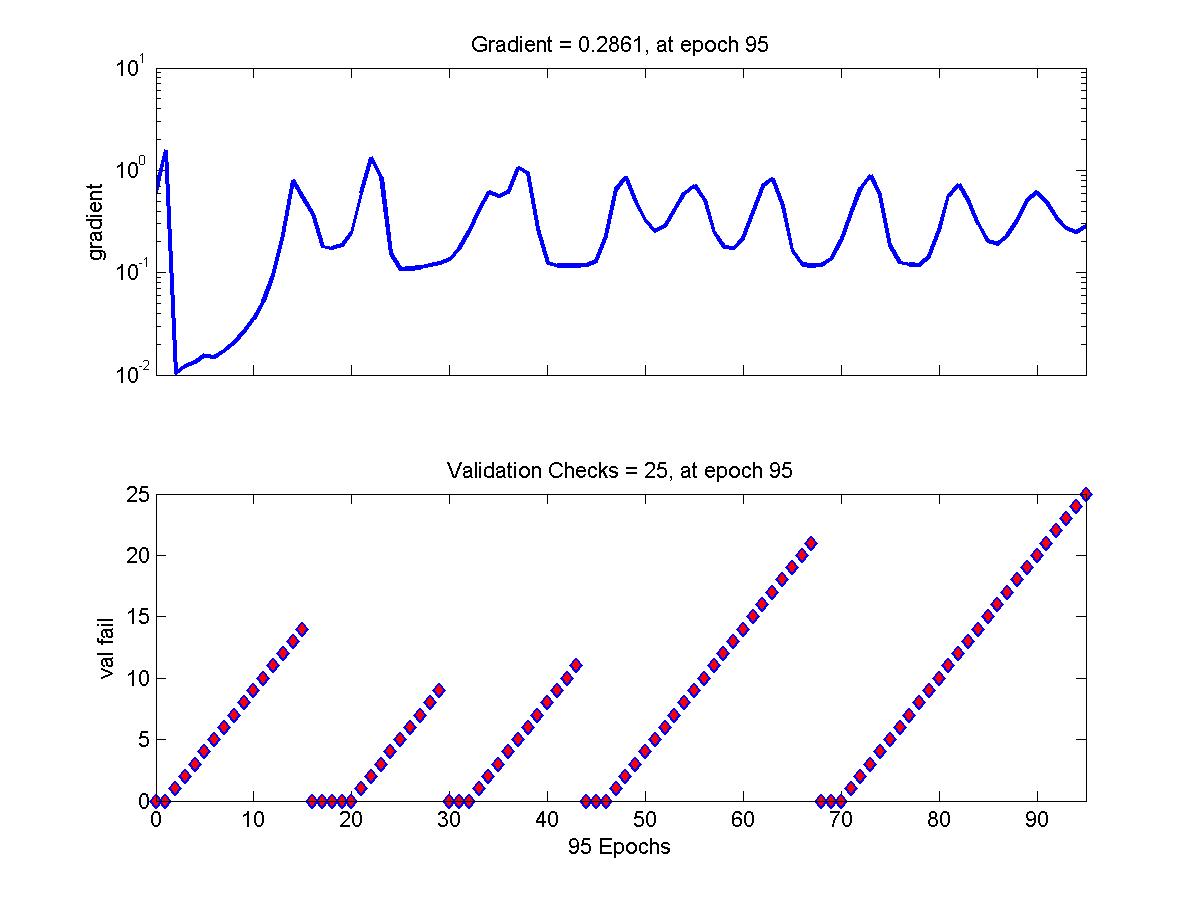 Gradient = 0.2861, at epoch 95
10^1
10^0
10^-1
10^-2
gradient
Validation Checks = 25, at epoch 95
25
20
15
10
5
0
val fail
0 10 20 30 40 50 60 70 80 90
95 Epochs